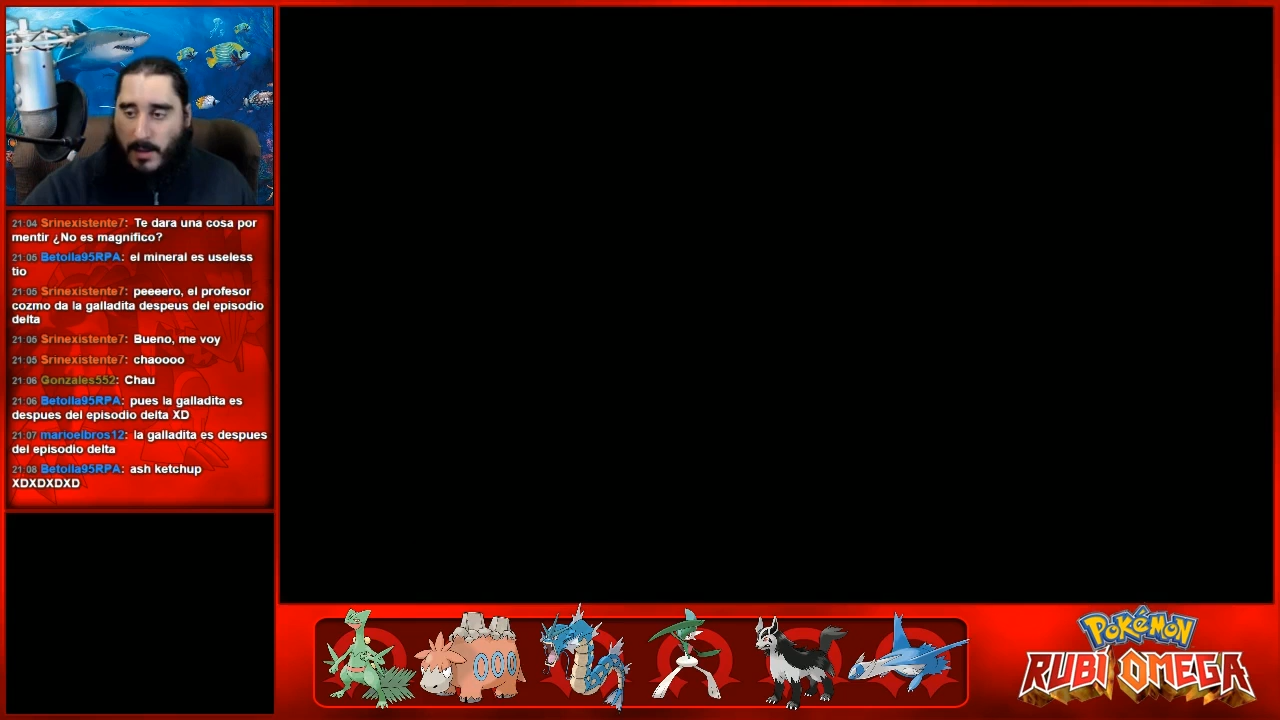 21:04 Srinexistente7: Te dara una cosa por
mentir ¿No es magnifico?
21:05 Betolla95RPA: el mineral es useless
tio
21:05 Srinexistente7: peeeero, el profesor
cozmo da la galladita despeus del episodio
delta
21:05 Srinexistente7: Bueno, me voy
21:05 Srinexistente7: chaoooo
21:06 Gonzales552: Chau
21:06 Betolla95RPA: pues la galladita es
despues del episodio delta XD
21:07 marioelbros12: la galladita es despues
del episodio delta
21:08 Betolla95RPA: ash ketchup
XDXDXDXD
POKéMON
RUBI OMEGA